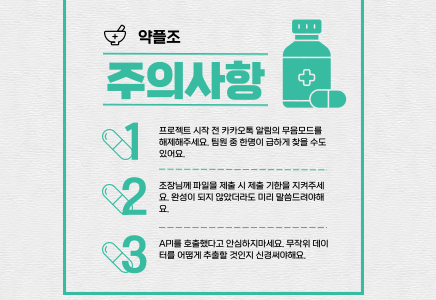 약플조
주의사항
1
프로젝트 시작 전 카카오톡 알림의 무음모드를
해제해주세요. 팀원 중 한명이 급하게 찾을 수도
있어요.
2
조장님께 파일을 제출 시 제출 기한을 지켜주세
요. 완성이 되지 않았더라도 미리 말씀드려야해
요.
3
API를 호출했다고 안심하지마세요. 무작위 데이
터를 어떻게 추출할 것인지 신경써야해요.